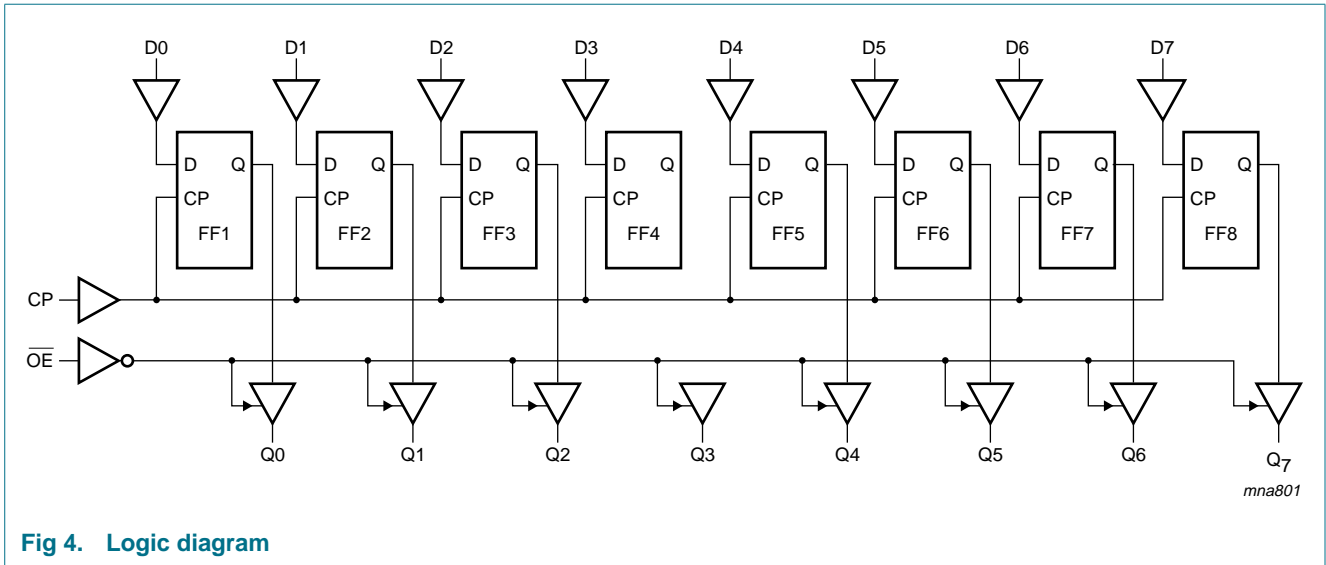 D0 D1 D2 D3 D4 D5 D6 D7
D Q D Q D Q D Q D Q D Q D Q D Q
CP CP CP CP CP CP CP CP
FF1 FF2 FF3 FF4 FF5 FF6 FF7 FF8
CP
O̅E̅
Q0 Q1 Q2 Q3 Q4 Q5 Q6 Q7
mna801
Fig 4. Logic diagram